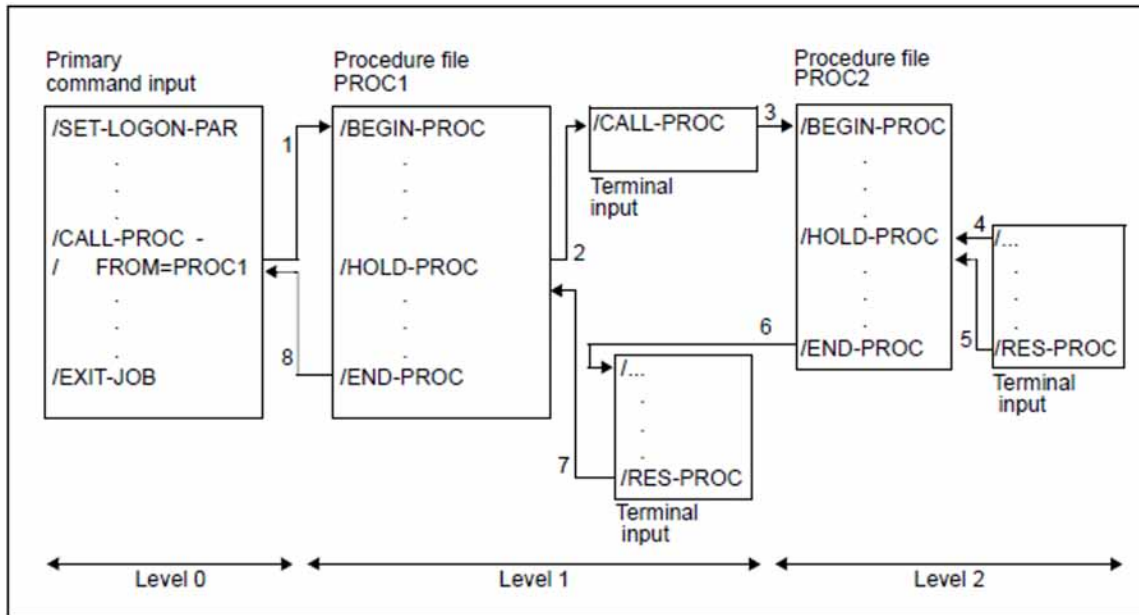 Primary
command input
/SET-LOGON-PAR
.
.
.
/CALL-PROC -
/ FROM=PROC1
.
.
.
/EXIT-JOB
1
8
Procedure file
PROC1
/BEGIN-PROC
.
.
.
/HOLD-PROC
.
.
.
/END-PROC
2
/CALL-PROC
Terminal
input
3
7
6
/...
.
.
.
/RES-PROC
Terminal
input
Procedure file
PROC2
/BEGIN-PROC
.
.
.
/HOLD-PROC
.
.
.
/END-PROC
4
5
/...
.
.
.
/RES-PROC
Terminal
input
Level 0
Level 1
Level 2